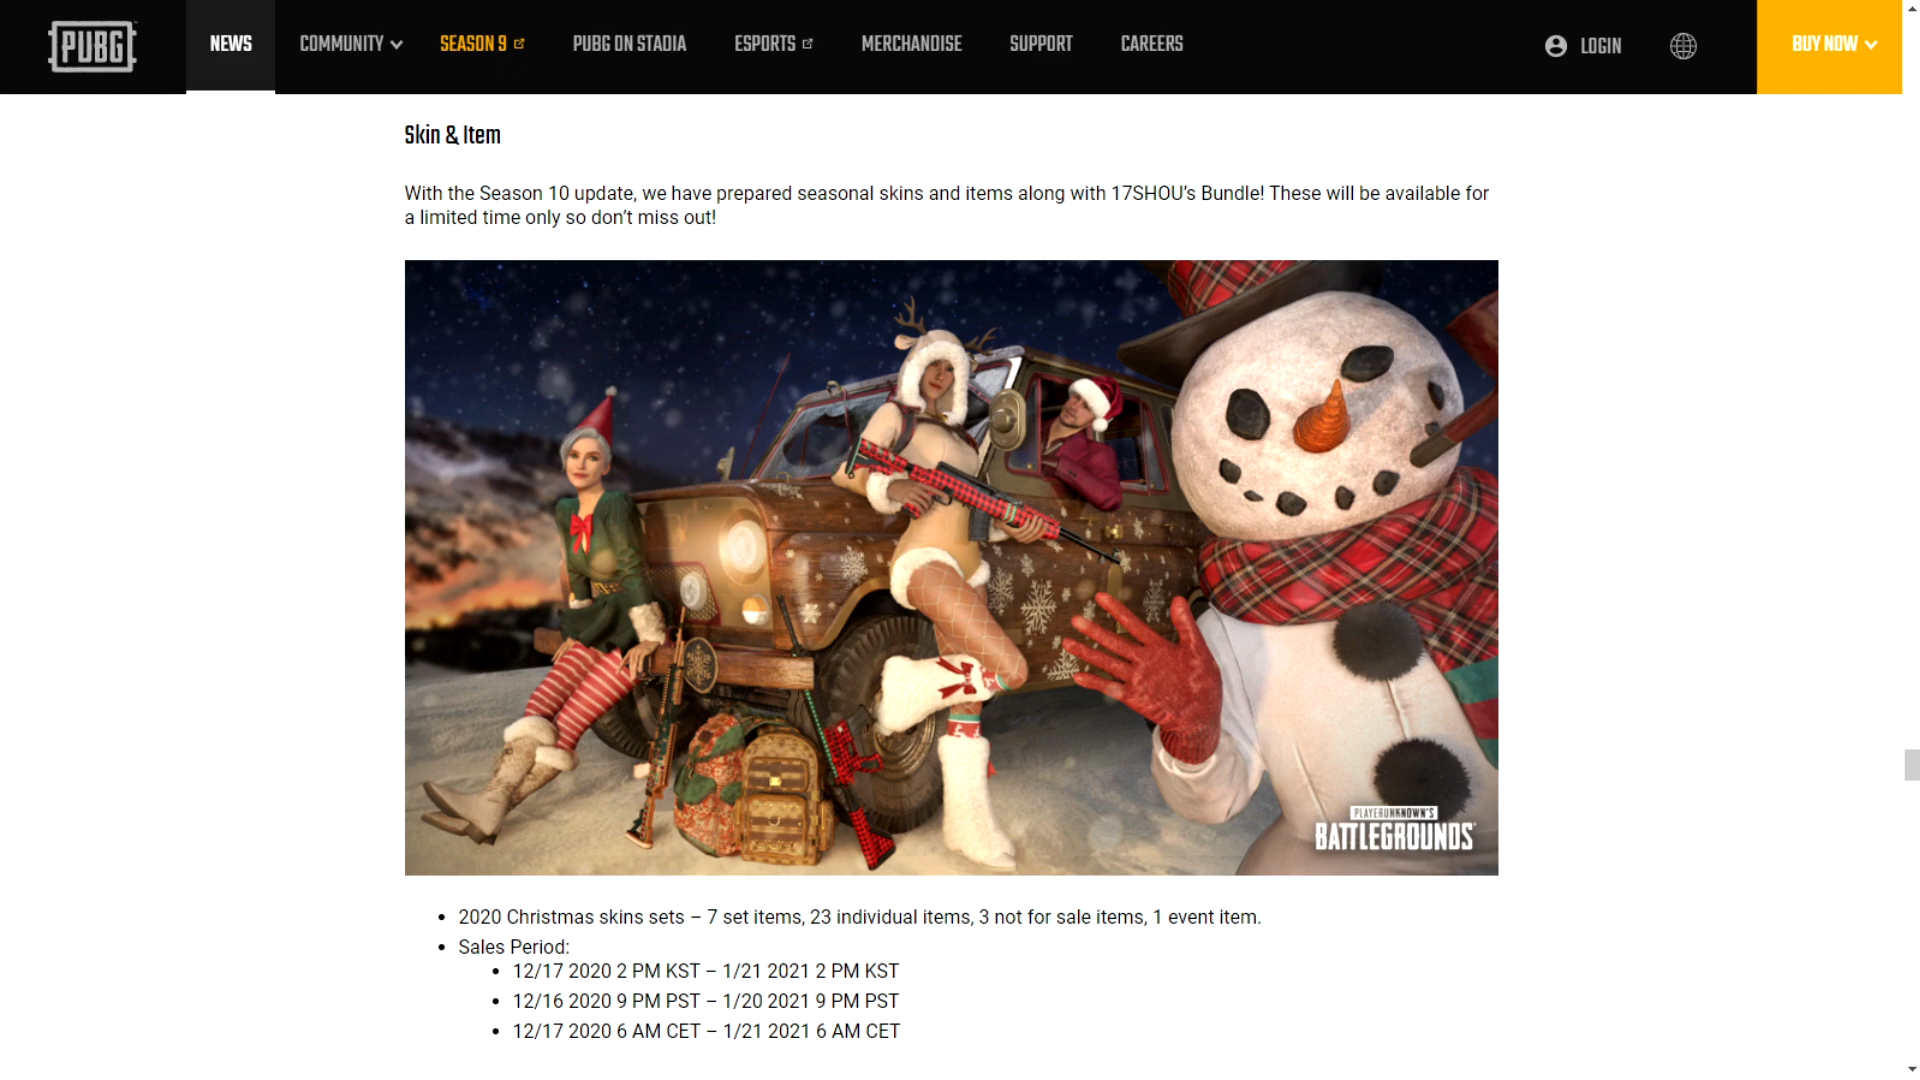 PUBG
NEWS
COMMUNITY
SEASON 9
PUBG ON STADIA
ESPORTS
MERCHANDISE
SUPPORT
CAREERS
LOGIN
BUY NOW
Skin & Item
With the Season 10 update, we have prepared seasonal skins and items along with 17SHOU’s Bundle! These will be available for
a limited time only so don’t miss out!
PLAYERUNKNOWN'S
BATTLEGROUNDS
2020 Christmas skins sets – 7 set items, 23 individual items, 3 not for sale items, 1 event item.
Sales Period:
12/17 2020 2 PM KST – 1/21 2021 2 PM KST
12/16 2020 9 PM PST – 1/20 2021 9 PM PST
12/17 2020 6 AM CET – 1/21 2021 6 AM CET